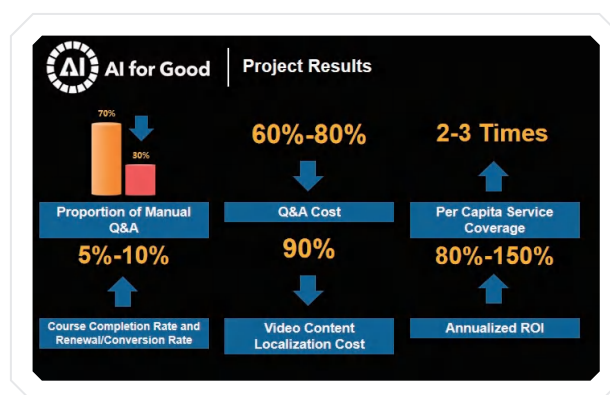 AI
AI for Good
Project Results
70%
30%
Proportion of Manual
Q&A
60%-80%
Q&A Cost
2-3 Times
Per Capita Service
Coverage
5%-10%
Course Completion Rate and
Renewal/Conversion Rate
90%
Video Content
Localization Cost
80%-150%
Annualized ROI